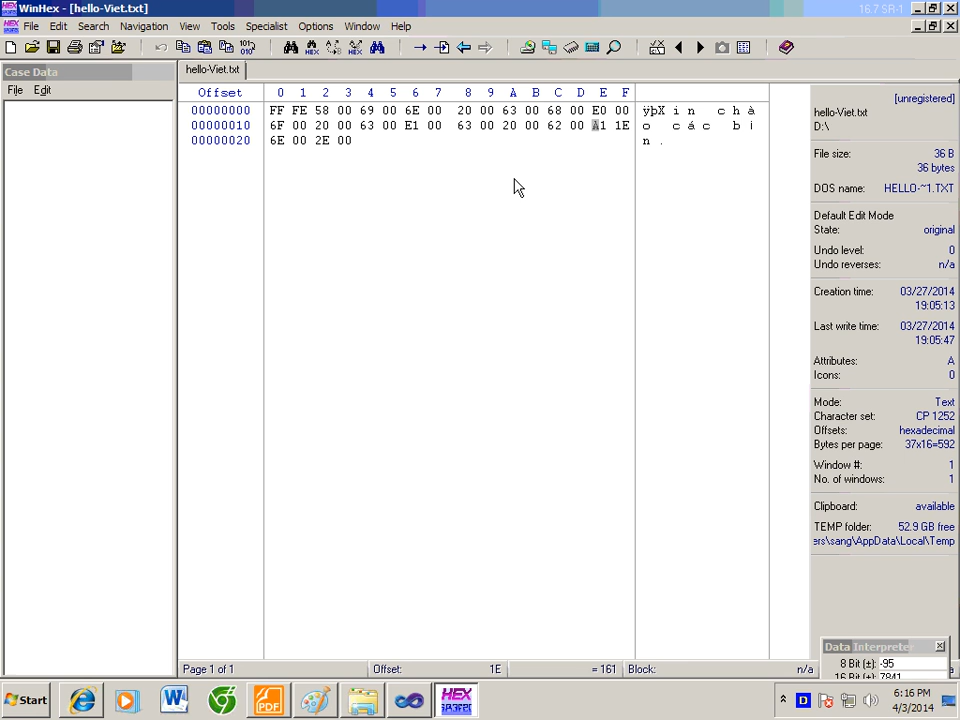 WinHex - [hello-Viet.txt]
16.7 SR-1
File Edit Search Navigation View Tools Specialist Options Window Help
Case Data
File Edit
hello-Viet.txt
Offset 0 1 2 3 4 5 6 7 8 9 A B C D E F
00000000 FF FE 58 00 69 00 6E 00 20 00 63 00 68 00 E0 00 ÿþX i n   c h à
00000010 6F 00 20 00 63 00 E1 00 63 00 20 00 62 00 A1 1E o   c á c   b ¡
00000020 6E 00 2E 00 n .
[unregistered]
hello-Viet.txt
D:\
File size: 36 B
36 bytes
DOS name: HELLO-~1.TXT
Default Edit Mode
State: original
Undo level: 0
Undo reverses: n/a
Creation time: 03/27/2014
19:05:13
Last write time: 03/27/2014
19:05:47
Attributes: A
Icons: 0
Mode: Text
Character set: CP 1252
Offsets: hexadecimal
Bytes per page: 37x16=592
Window #: 1
No. of windows: 1
Clipboard: available
TEMP folder: 52.9 GB free
ers\sang\AppData\Local\Temp
Data Interpreter
8 Bit (±): -95
16 Bit (±): 7841
Page 1 of 1 Offset: 1E = 161 Block: n/a
Start
PDF
HEX
D
6:16 PM
4/3/2014